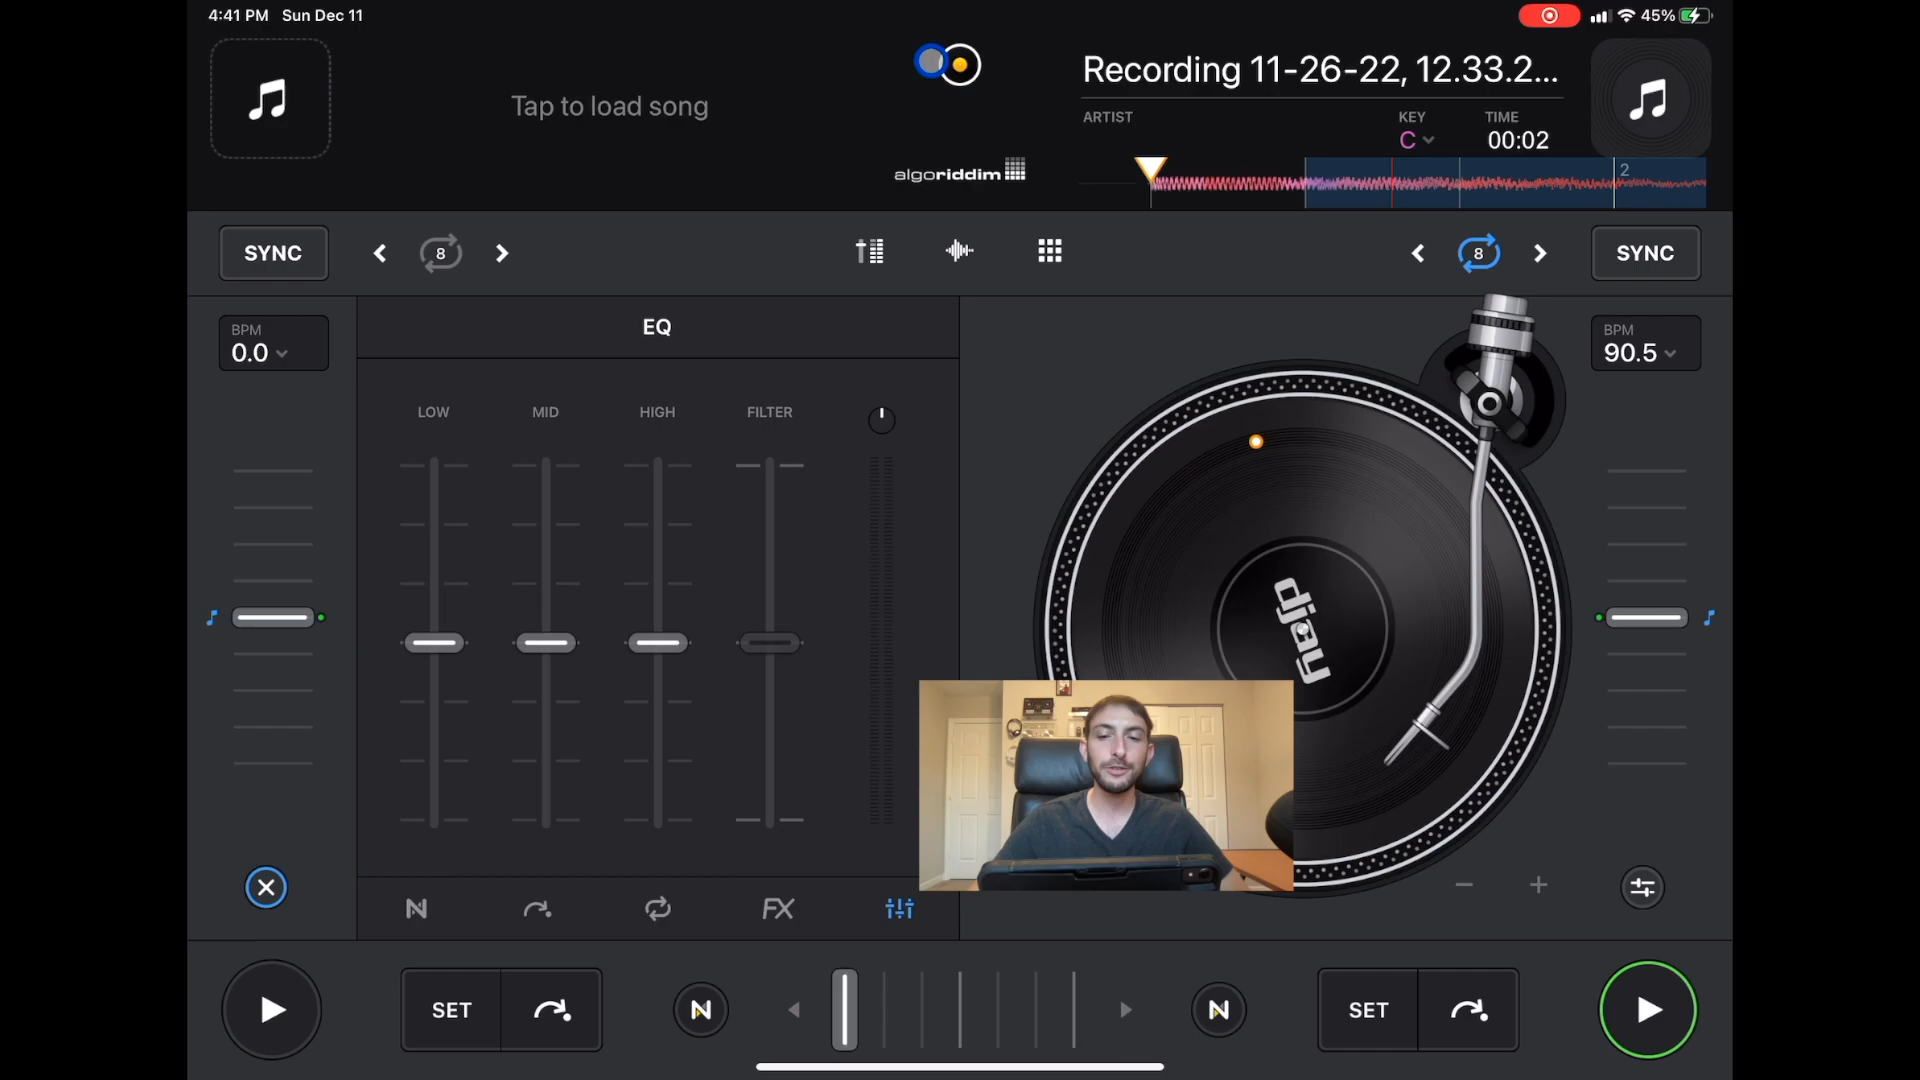 4:41 PM Sun Dec 11
45%
Tap to load song
Recording 11-26-22, 12.33.2...
ARTIST
KEY
C
TIME
00:02
algoriddim
2
SYNC
8
8
SYNC
BPM
0.0
EQ
BPM
90.5
LOW
MID
HIGH
FILTER
djay
FX
SET
SET